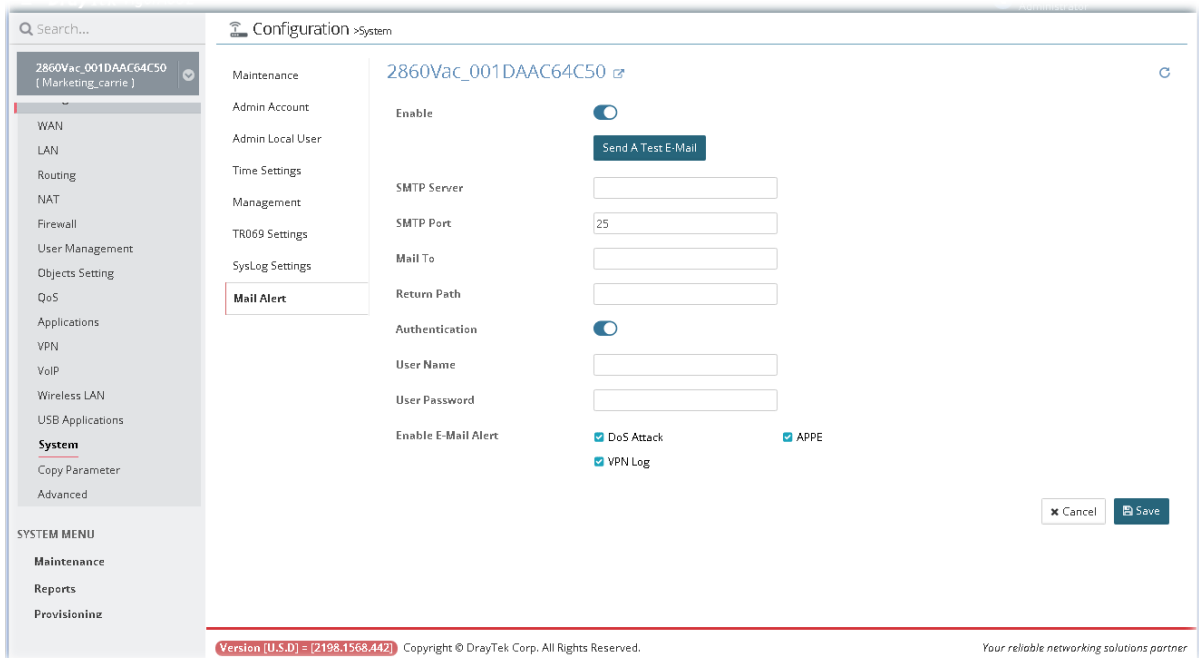 Search...
2860Vac_001DAAC64C50
[ Marketing_carrie ]
WAN
LAN
Routing
NAT
Firewall
User Management
Objects Setting
QoS
Applications
VPN
VoIP
Wireless LAN
USB Applications
System
Copy Parameter
Advanced
SYSTEM MENU
Maintenance
Reports
Provisioning
Configuration >System
Maintenance
Admin Account
Admin Local User
Time Settings
Management
TR069 Settings
SysLog Settings
Mail Alert
2860Vac_001DAAC64C50
Enable
Send A Test E-Mail
SMTP Server
SMTP Port 25
Mail To
Return Path
Authentication
User Name
User Password
Enable E-Mail Alert DoS Attack APPE
VPN Log
Cancel Save
Version [U.S.D] = [2198.1568.442] Copyright © DrayTek Corp. All Rights Reserved. Your reliable networking solutions partner